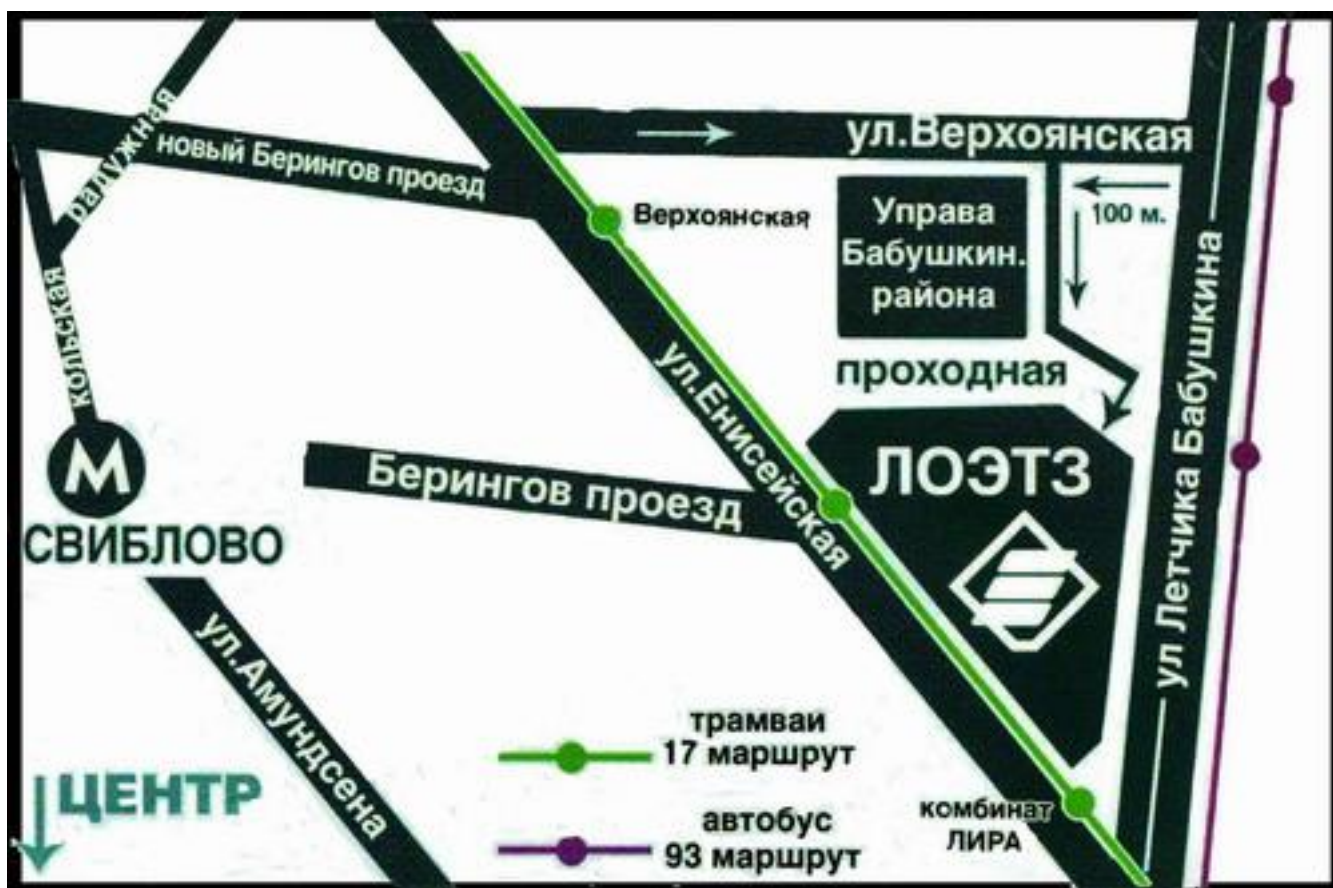 радужная
новый Берингов проезд
ул.Верхоянская
Верхоянская
Управа
Бабушкин.
района
100 м.
кольская
ул.Енисейская
проходная
ул Летчика Бабушкина
М
СВИБЛОВО
Берингов проезд
ЛОЭТЗ
ул.Амундсена
трамваи
17 маршрут
ЦЕНТР
автобус
93 маршрут
комбинат
ЛИРА